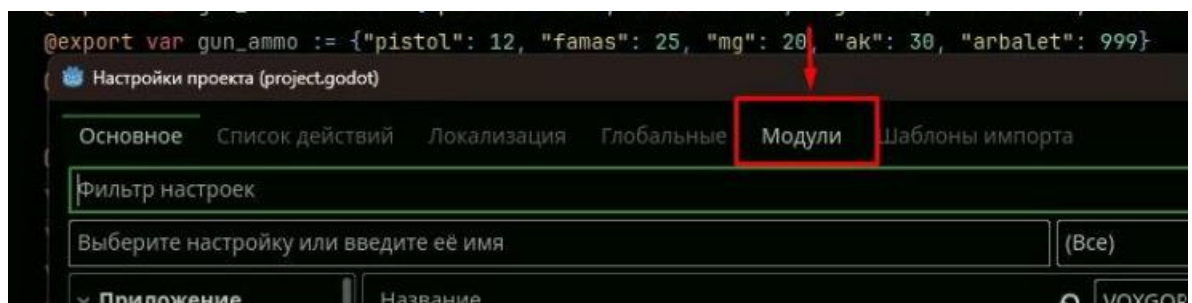 @export var gun_ammo := {"pistol": 12, "famas": 25, "mg": 20, "ak": 30, "arbalet": 999}
Настройки проекта (project.godot)
Основное Список действий Локализация Глобальные Модули Шаблоны импорта
Фильтр настроек
Выберите настройку или введите её имя (Все)
Приложение Название